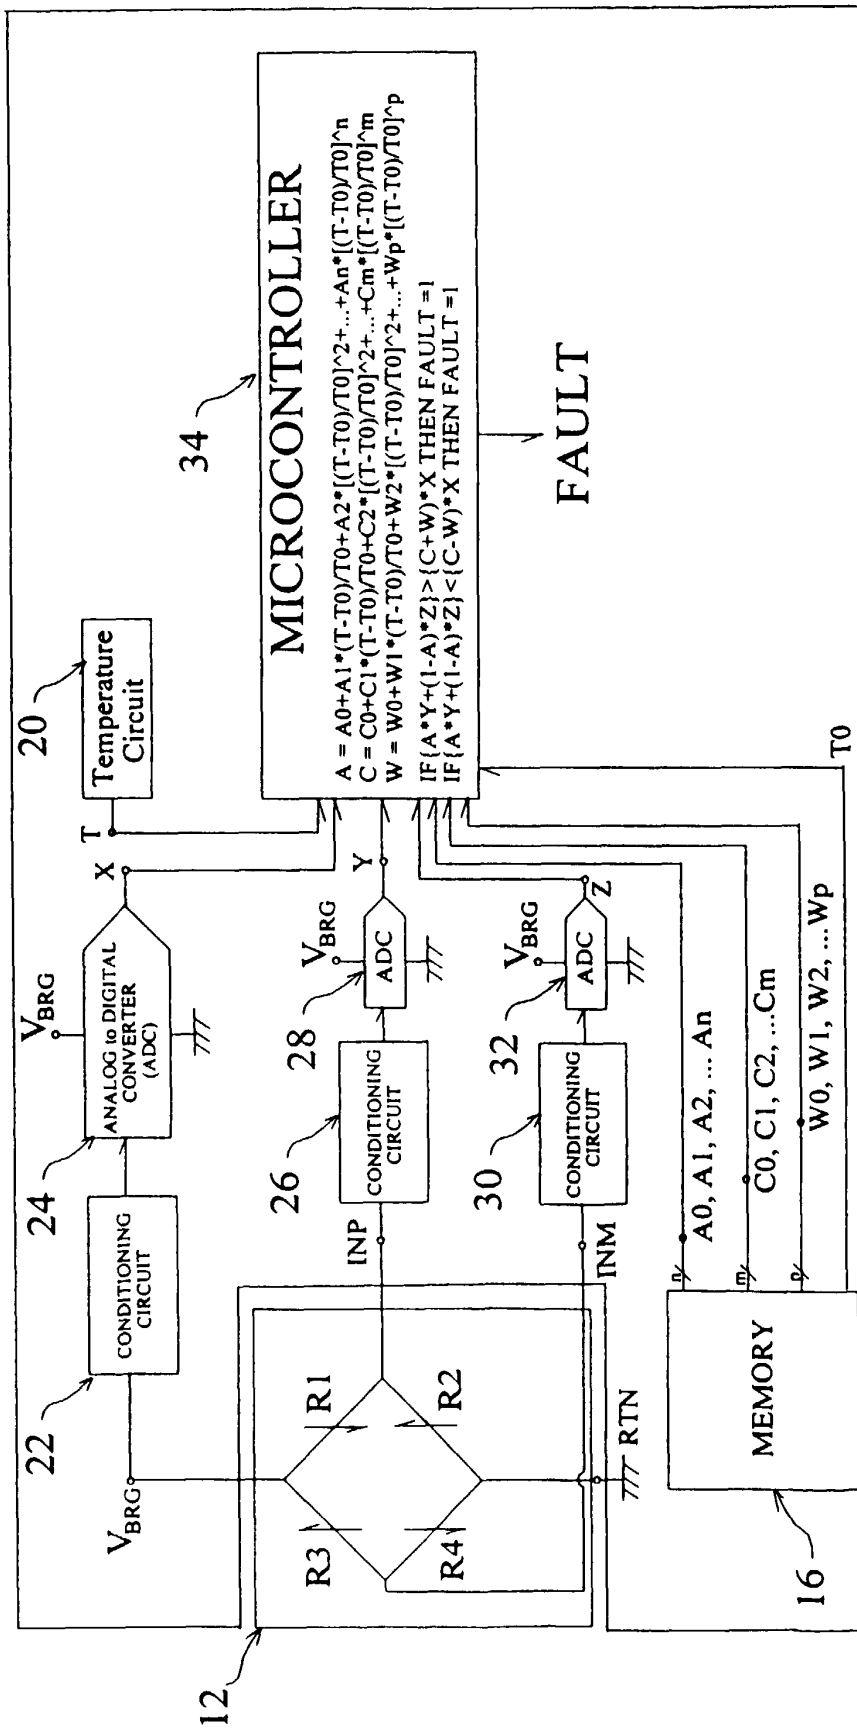 20
Temperature
Circuit
T
34
MICROCONTROLLER
A = A0+A1*(T-T0)/T0+A2*[(T-T0)/T0]^2+...+An*[(T-T0)/T0]^n
C = C0+C1*(T-T0)/T0+C2*[(T-T0)/T0]^2+...+Cm*[(T-T0)/T0]^m
W = W0+W1*(T-T0)/T0+W2*[(T-T0)/T0]^2+...+Wp*[(T-T0)/T0]^p
IF{A*Y+(1-A)*Z}>{C+W)*X THEN FAULT =1
IF{A*Y+(1-A)*Z}<{C-W)*X THEN FAULT =1
FAULT
VBRG
22
CONDITIONING
CIRCUIT
24
VBRG
ANALOG to DIGITAL
CONVERTER
(ADC)
X
12
R3
R1
R4
R2
RTN
INP
26
CONDITIONING
CIRCUIT
28
VBRG
ADC
Y
INM
30
CONDITIONING
CIRCUIT
32
VBRG
ADC
Z
16
MEMORY
n
A0, A1, A2, ... An
m
C0, C1, C2, ...Cm
p
W0, W1, W2, ...Wp
T0